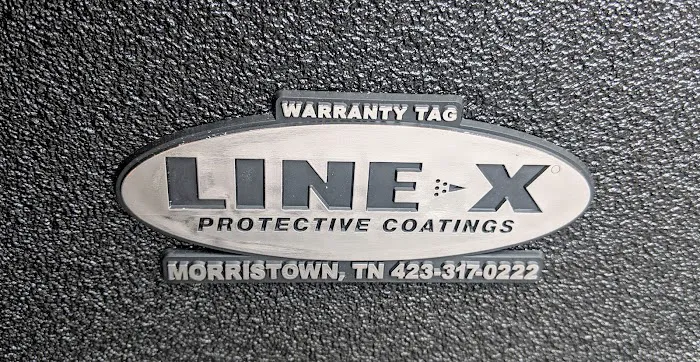 WARRANTY TAG
LINE-X®
PROTECTIVE COATINGS
MORRISTOWN, TN 423-317-0222